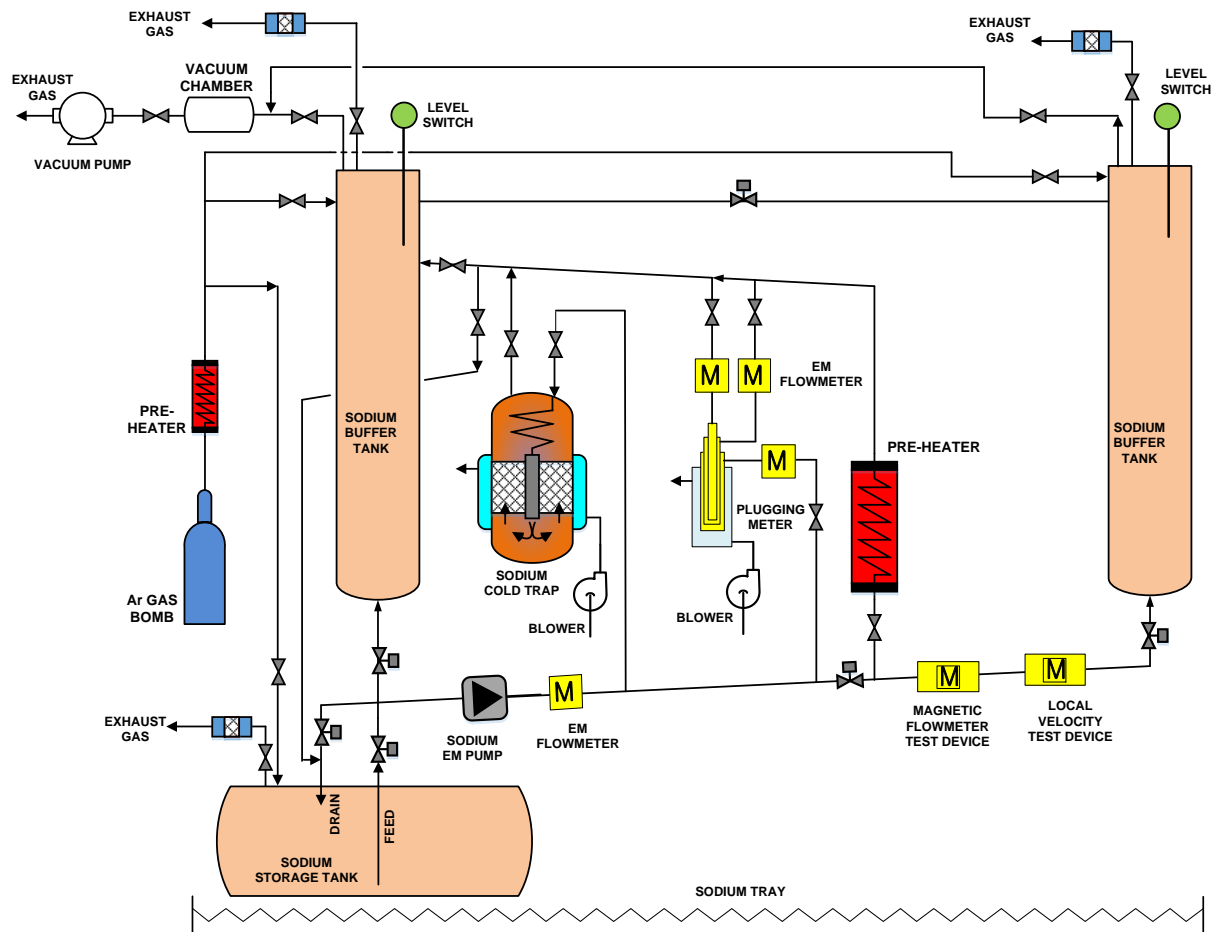 EXHAUST
GAS
EXHAUST
GAS
VACUUM
CHAMBER
EXHAUST
GAS
VACUUM PUMP
LEVEL
SWITCH
LEVEL
SWITCH
PRE-
HEATER
SODIUM
BUFFER
TANK
EM
FLOWMETER
M
M
M
PRE-HEATER
SODIUM
BUFFER
TANK
PLUGGING
METER
SODIUM
COLD TRAP
Ar GAS
BOMB
BLOWER
BLOWER
M
M
M
EXHAUST
GAS
SODIUM
EM PUMP
EM
FLOWMETER
MAGNETIC
FLOWMETER
TEST DEVICE
LOCAL
VELOCITY
TEST DEVICE
DRAIN
FEED
SODIUM
STORAGE TANK
SODIUM TRAY